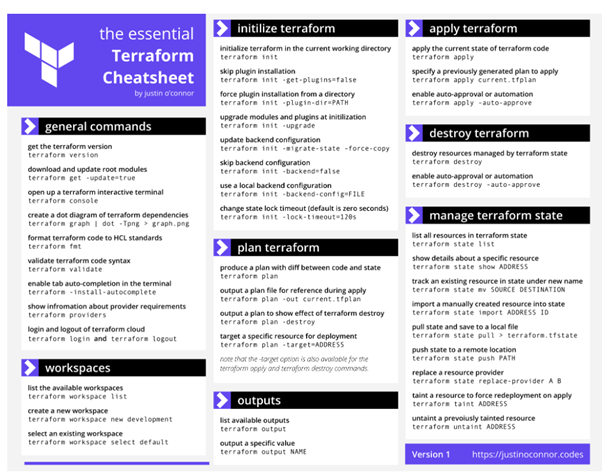 the essential
Terraform
Cheatsheet
by justin o'connor
general commands
get the terraform version
terraform version
download and update root modules
terraform get -update=true
open up a terraform interactive terminal
terraform console
create a dot diagram of terraform dependencies
terraform graph | dot -Tpng > graph.png
format terraform code to HCL standards
terraform fmt
validate terraform code syntax
terraform validate
enable tab auto-completion in the terminal
terraform -install-autocomplete
show infromation about provider requirements
terraform providers
login and logout of terraform cloud
terraform login and terraform logout
workspaces
list the available workspaces
terraform workspace list
create a new workspace
terraform workspace new development
select an existing workspace
terraform workspace select default
initilize terraform
initialize terraform in the current working directory
terraform init
skip plugin installation
terraform init -get-plugins=false
force plugin installation from a directory
terraform init -plugin-dir=PATH
upgrade modules and plugins at initilization
terraform init -upgrade
update backend configuration
terraform init -migrate-state -force-copy
skip backend configuration
terraform init -backend=false
use a local backend configuration
terraform init -backend-config=FILE
change state lock timeout (default is zero seconds)
terraform init -lock-timeout=120s
plan terraform
produce a plan with diff between code and state
terraform plan
output a plan file for reference during apply
terraform plan -out current.tfplan
output a plan to show effect of terraform destroy
terraform plan -destroy
target a specific resource for deployment
terraform plan -target=ADDRESS
note that the -target option is also available for the
terraform apply and terraform destroy commands.
outputs
list available outputs
terraform output
output a specific value
terraform output NAME
apply terraform
apply the current state of terraform code
terraform apply
specify a previously generated plan to apply
terraform apply current.tfplan
enable auto-approval or automation
terraform apply -auto-approve
destroy terraform
destroy resources managed by terraform state
terraform destroy
enable auto-approval or automation
terraform destroy -auto-approve
manage terraform state
list all resources in terraform state
terraform state list
show details about a specific resource
terraform state show ADDRESS
track an existing resource in state under new name
terraform state mv SOURCE DESTINATION
import a manually created resource into state
terraform state import ADDRESS ID
pull state and save to a local file
terraform state pull > terraform.tfstate
push state to a remote location
terraform state push PATH
replace a resource provider
terraform state replace-provider A B
taint a resource to force redeployment on apply
terraform taint ADDRESS
untaint a prevoiusly tainted resource
terraform untaint ADDRESS
Version 1 https://justinoconnor.codes